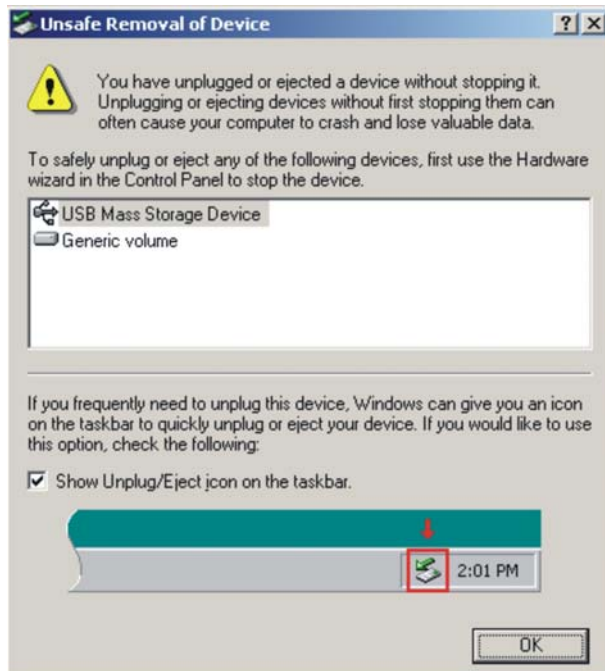 Unsafe Removal of Device
You have unplugged or ejected a device without stopping it.
Unplugging or ejecting devices without first stopping them can
often cause your computer to crash and lose valuable data.
To safely unplug or eject any of the following devices, first use the Hardware
wizard in the Control Panel to stop the device.
USB Mass Storage Device
Generic volume
If you frequently need to unplug this device, Windows can give you an icon
on the taskbar to quickly unplug or eject your device. If you would like to use
this option, check the following:
Show Unplug/Eject icon on the taskbar.
2:01 PM
OK